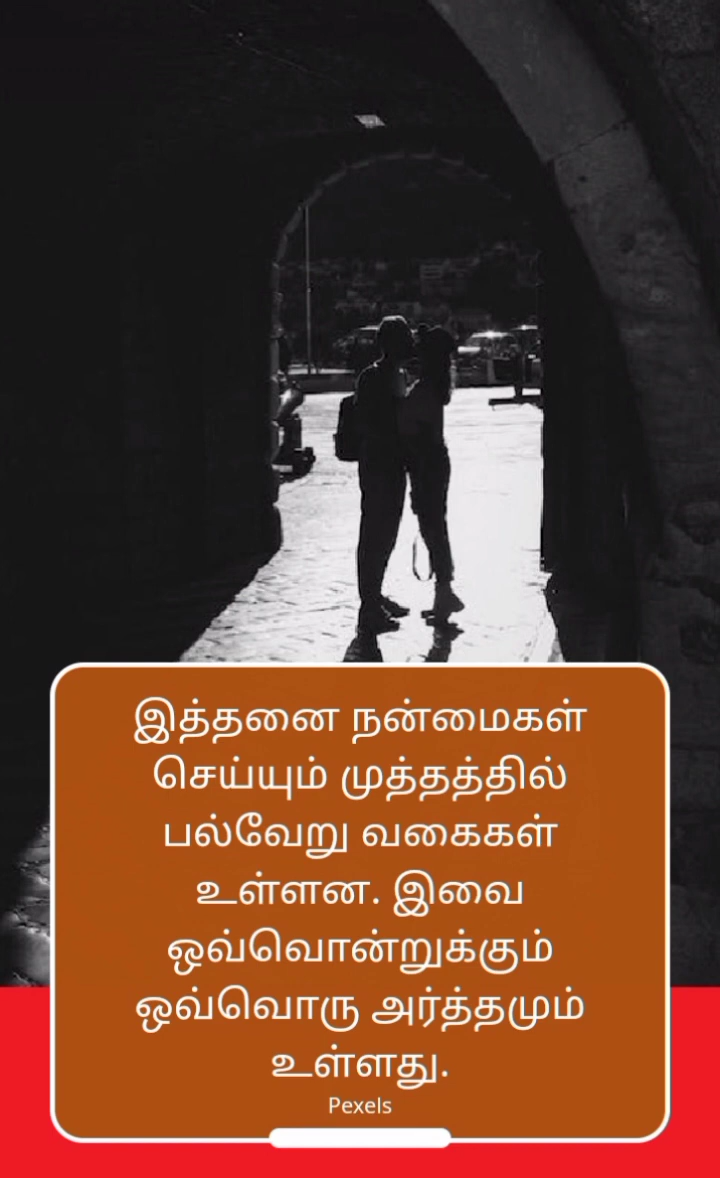 இத்தனை நன்மைகள்
செய்யும் முத்தத்தில்
பல்வேறு வகைகள்
உள்ளன. இவை
ஒவ்வொன்றுக்கும்
ஒவ்வொரு அர்த்தமும்
உள்ளது.
Pexels